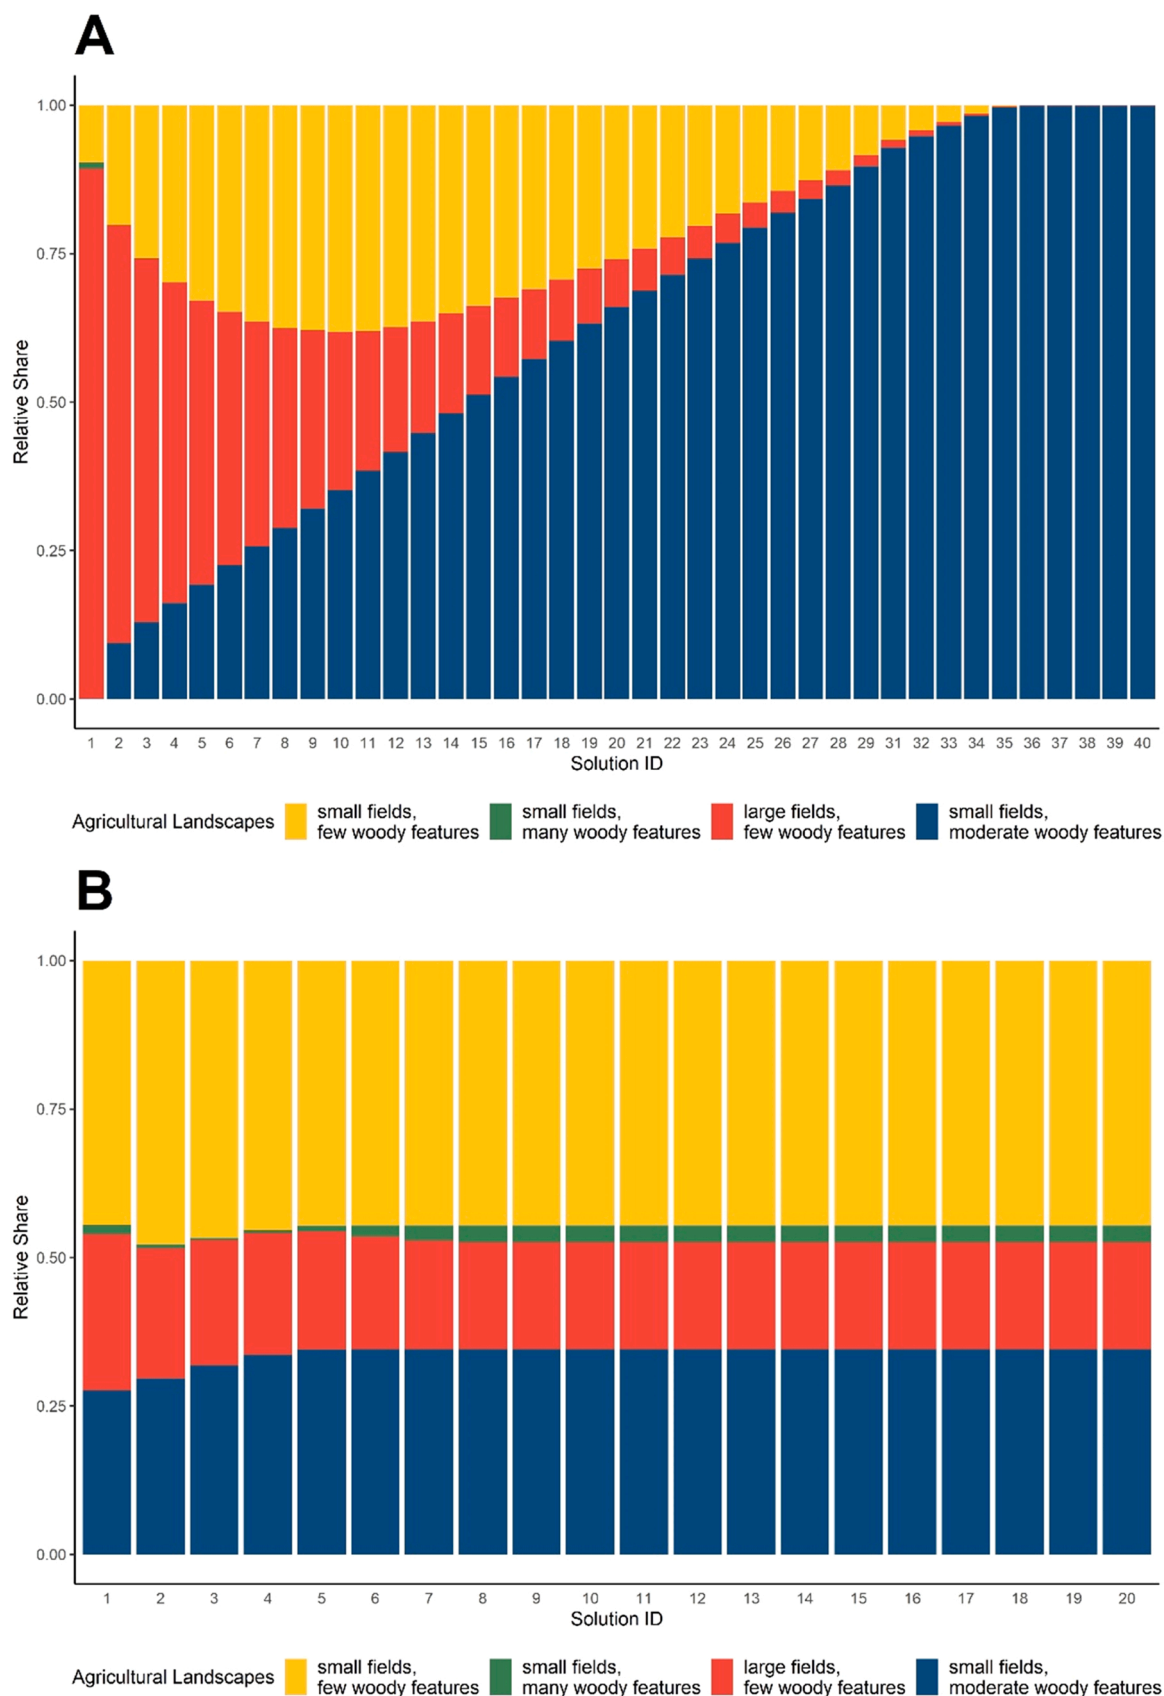 A
1.00
0.75
0.50
0.25
0.00
Relative Share
1 2 3 4 5 6 7 8 9 10 11 12 13 14 15 16 17 18 19 20 21 22 23 24 25 26 27 28 29 31 32 33 34 35 36 37 38 39 40
Solution ID
Agricultural Landscapes
small fields,
few woody features
small fields,
many woody features
large fields,
few woody features
small fields,
moderate woody features
B
1.00
0.75
0.50
0.25
0.00
Relative Share
1 2 3 4 5 6 7 8 9 10 11 12 13 14 15 16 17 18 19 20
Solution ID
Agricultural Landscapes
small fields,
few woody features
small fields,
many woody features
large fields,
few woody features
small fields,
moderate woody features